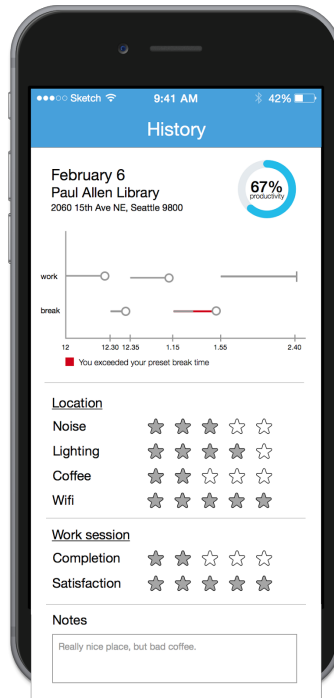 Sketch 9:41 AM 42%
History
February 6
Paul Allen Library
2060 15th Ave NE, Seattle 9800
67%
productivity
work
break
12 12.30 12.35 1.15 1.55 2.40
You exceeded your preset break time
Location
Noise
Lighting
Coffee
Wifi
Work session
Completion
Satisfaction
Notes
Really nice place, but bad coffee.